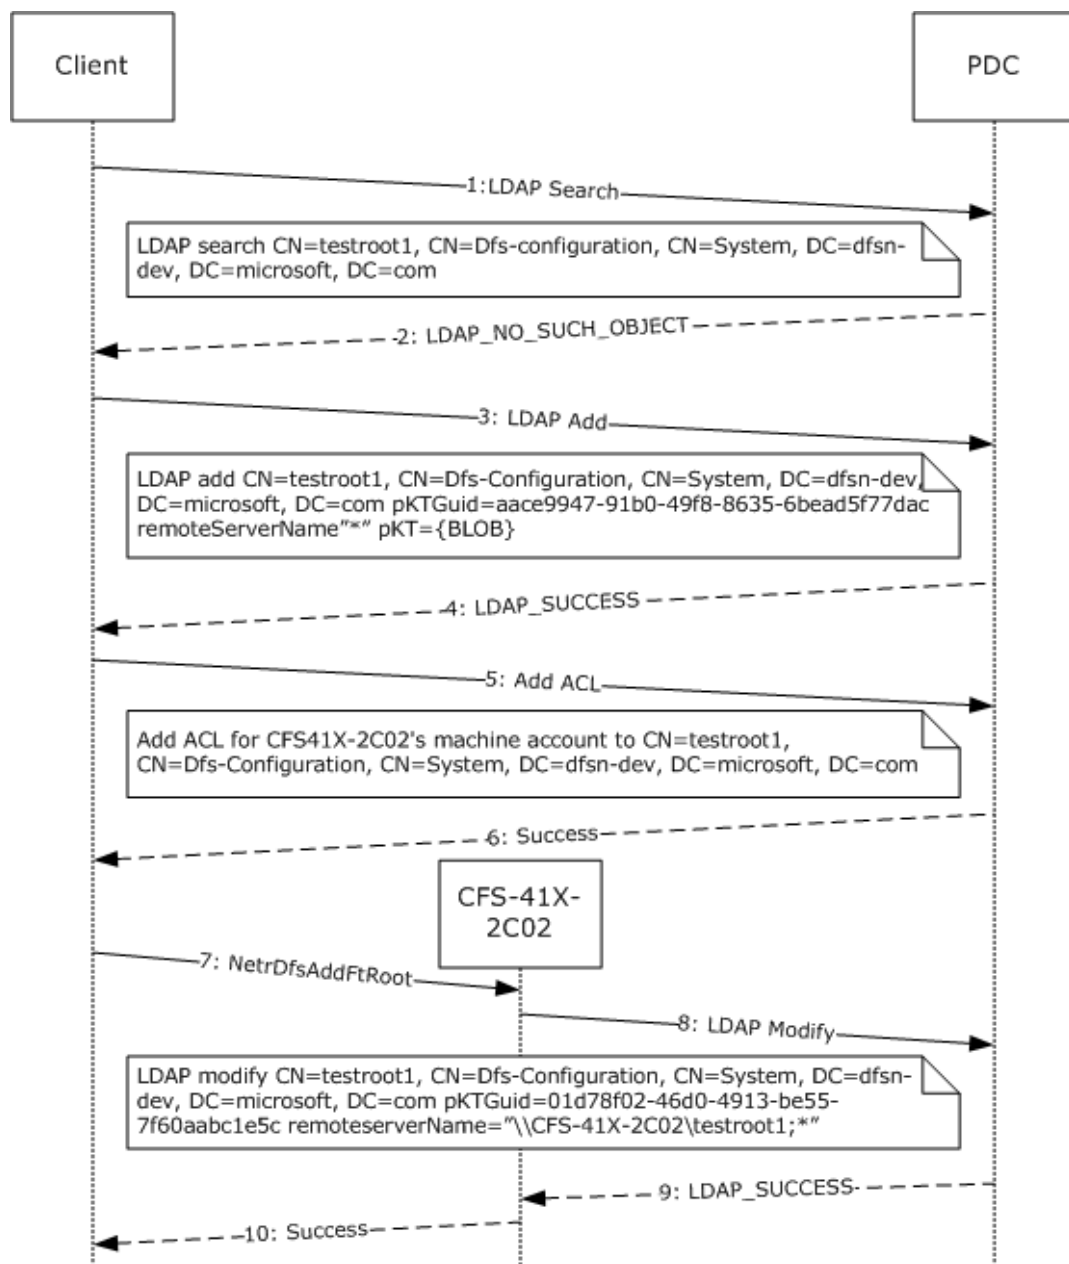 Client
PDC
1:LDAP Search
LDAP search CN=testroot1, CN=Dfs-configuration, CN=System, DC=dfsn-
dev, DC=microsoft, DC=com
2: LDAP_NO_SUCH_OBJECT
3: LDAP Add
LDAP add CN=testroot1, CN=Dfs-Configuration, CN=System, DC=dfsn-dev,
DC=microsoft, DC=com pKTGuid=aace9947-91b0-49f8-8635-6bead5f77dac
remoteServerName"*" pKT={BLOB}
4: LDAP_SUCCESS
5: Add ACL
Add ACL for CFS41X-2C02's machine account to CN=testroot1,
CN=Dfs-Configuration, CN=System, DC=dfsn-dev, DC=microsoft, DC=com
6: Success
CFS-41X-
2C02
7: NetrDfsAddFtRoot
8: LDAP Modify
LDAP modify CN=testroot1, CN=Dfs-Configuration, CN=System, DC=dfsn-
dev, DC=microsoft, DC=com pKTGuid=01d78f02-46d0-4913-be55-
7f60aabc1e5c remoteserverName="\\CFS-41X-2C02\testroot1;*"
9: LDAP_SUCCESS
10: Success